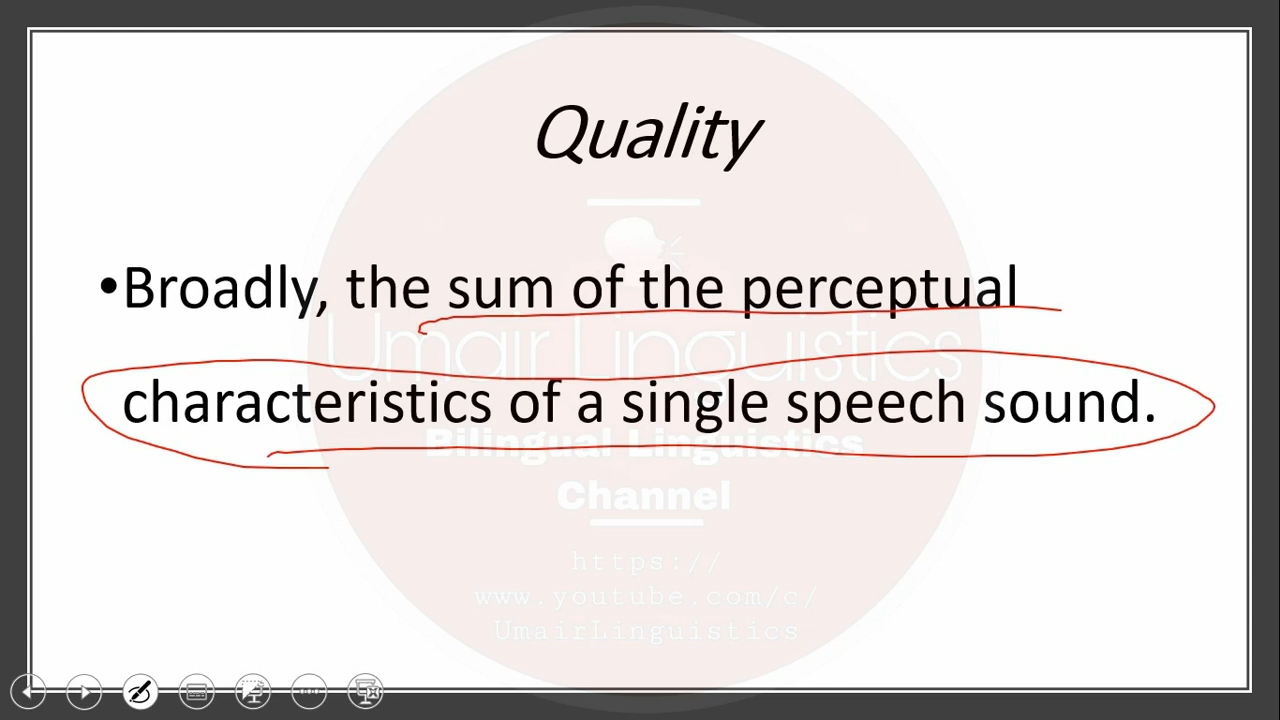 Quality
•Broadly, the sum of the perceptual
characteristics of a single speech sound.
Umair Linguistics
Bilingual Linguistics
Channel
https://
www.youtube.com/c/
UmairLinguistics